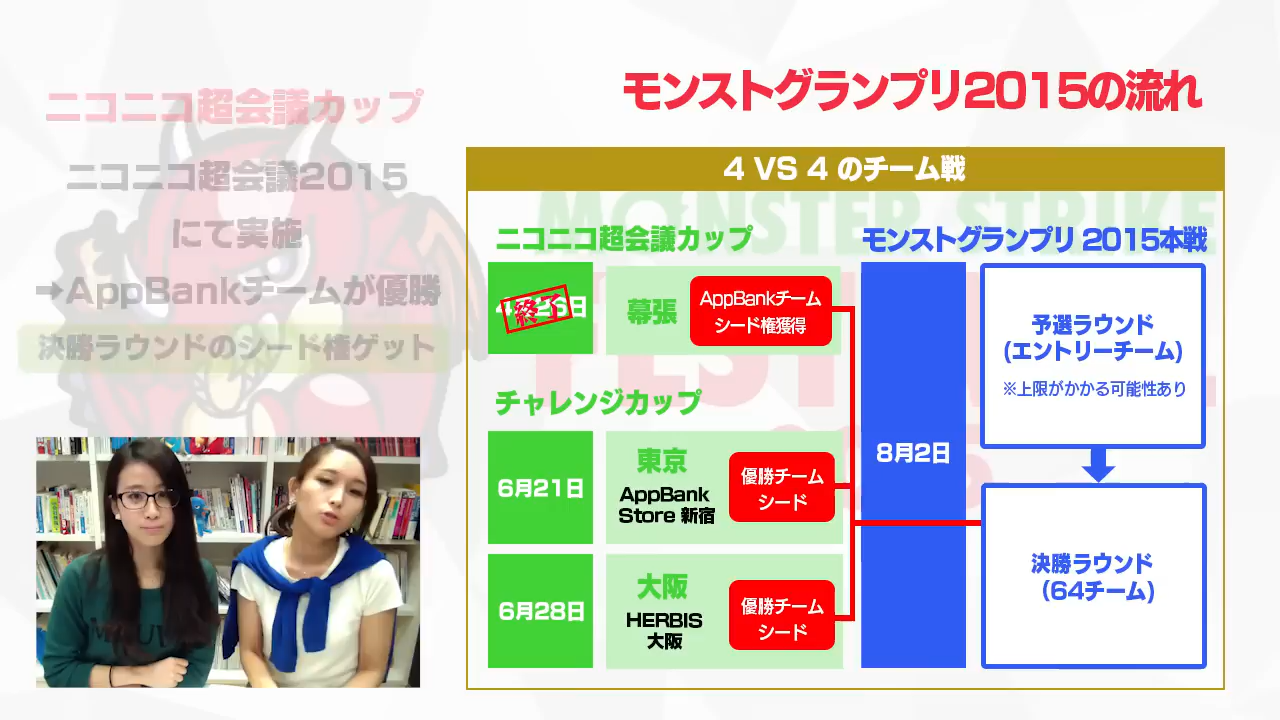 ニコニコ超会議カップ
ニコニコ超会議2015
にて実施
➔AppBankチームが優勝
決勝ラウンドのシード権ゲット
モンストグランプリ2015の流れ
4 VS 4 のチーム戦
MONSTER STRIKE
ニコニコ超会議カップ
終了
幕張
AppBankチーム
シード権獲得
チャレンジカップ
6月21日
東京
AppBank
Store 新宿
優勝チーム
シード
6月28日
大阪
HERBIS
大阪
優勝チーム
シード
モンストグランプリ 2015本戦
8月2日
予選ラウンド
(エントリーチーム)
※上限がかかる可能性あり
決勝ラウンド
(64チーム)